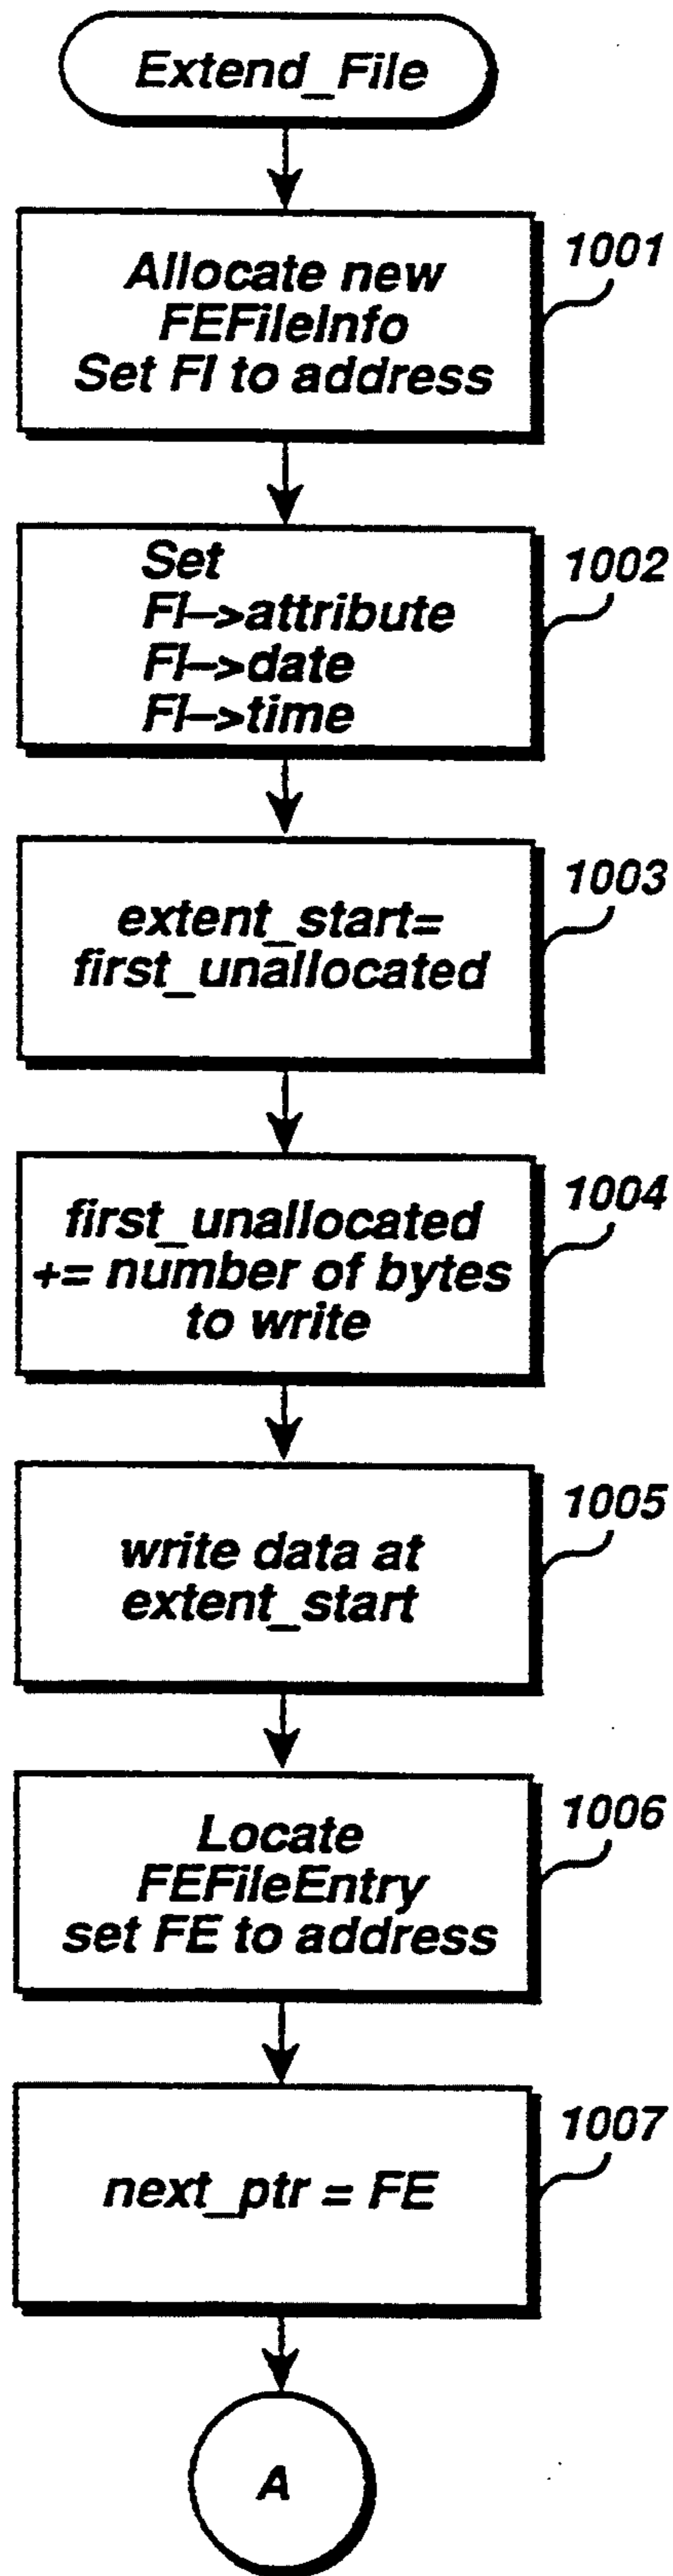 Extend_File
1001
Allocate new
FEFileInfo
Set FI to address
1002
Set
FI–>attribute
FI–>date
FI–>time
1003
extent_start=
first_unallocated
1004
first_unallocated
+= number of bytes
to write
1005
write data at
extent_start
1006
Locate
FEFileEntry
set FE to address
1007
next_ptr = FE
A